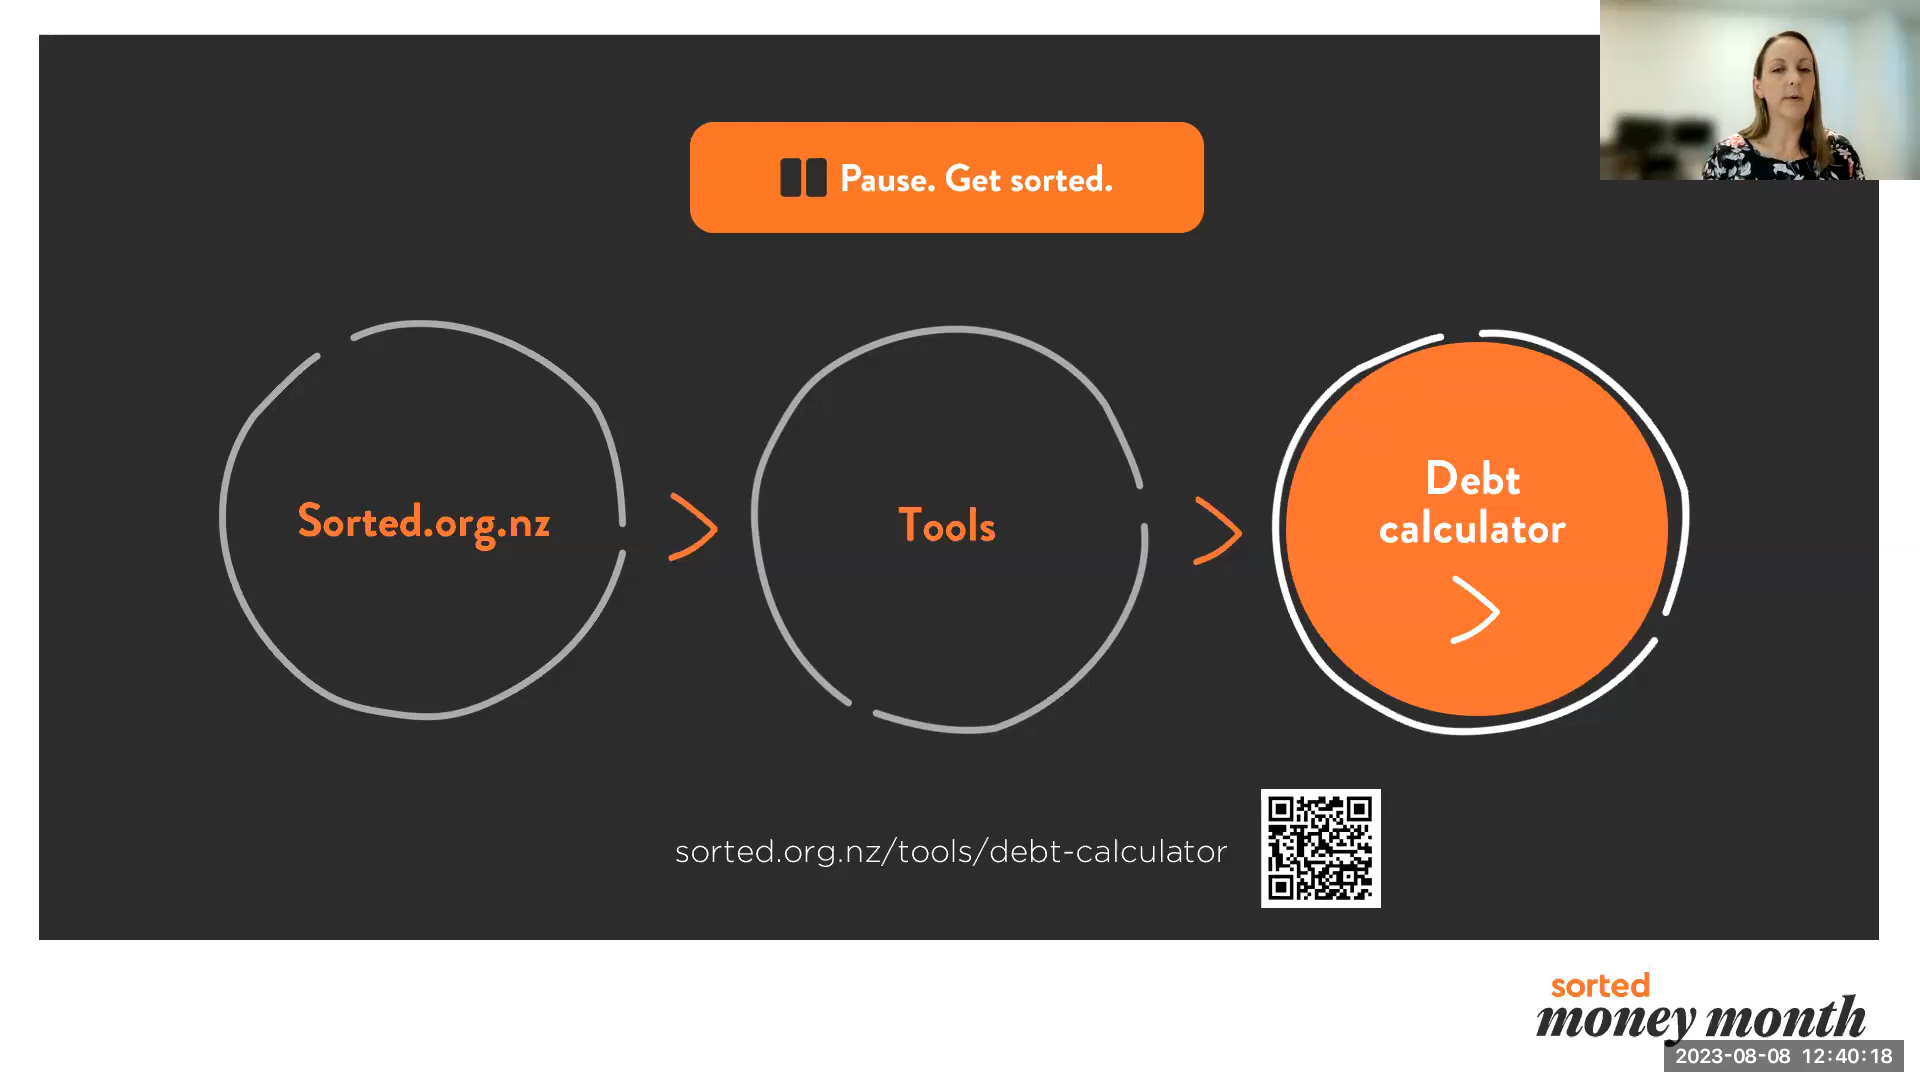 Pause. Get sorted.
Sorted.org.nz
Tools
Debt
calculator
sorted.org.nz/tools/debt-calculator
sorted
money month
2023-08-08 12:40:18